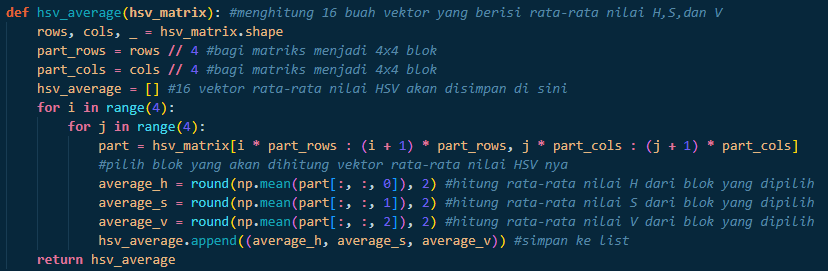 def hsv_average(hsv_matrix): #menghitung 16 buah vektor yang berisi rata-rata nilai H,S,dan V
    rows, cols, _ = hsv_matrix.shape
    part_rows = rows // 4 #bagi matriks menjadi 4x4 blok
    part_cols = cols // 4 #bagi matriks menjadi 4x4 blok
    hsv_average = [] #16 vektor rata-rata nilai HSV akan disimpan di sini
    for i in range(4):
        for j in range(4):
            part = hsv_matrix[i * part_rows : (i + 1) * part_rows, j * part_cols : (j + 1) * part_cols]
            #pilih blok yang akan dihitung vektor rata-rata nilai HSV nya
            average_h = round(np.mean(part[:, :, 0]), 2) #hitung rata-rata nilai H dari blok yang dipilih
            average_s = round(np.mean(part[:, :, 1]), 2) #hitung rata-rata nilai S dari blok yang dipilih
            average_v = round(np.mean(part[:, :, 2]), 2) #hitung rata-rata nilai V dari blok yang dipilih
            hsv_average.append((average_h, average_s, average_v)) #simpan ke list
    return hsv_average